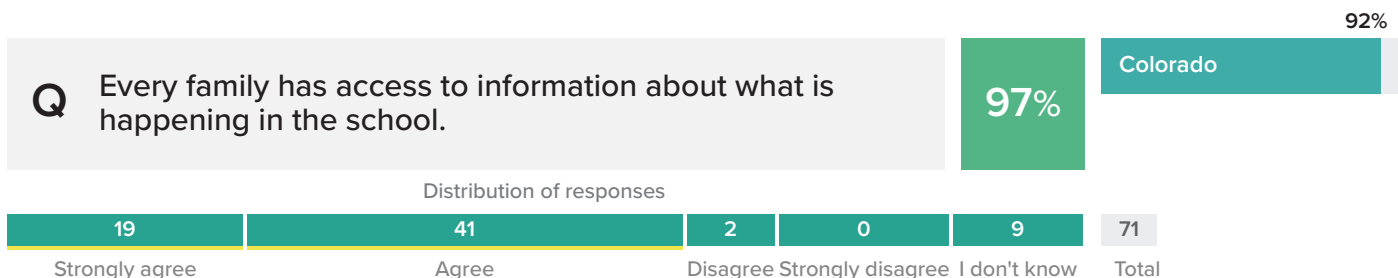 92%
Q
Every family has access to information about what is
happening in the school.
97%
Colorado
Distribution of responses
19 41 2 0 9 71
Strongly agree Agree Disagree Strongly disagree I don't know Total